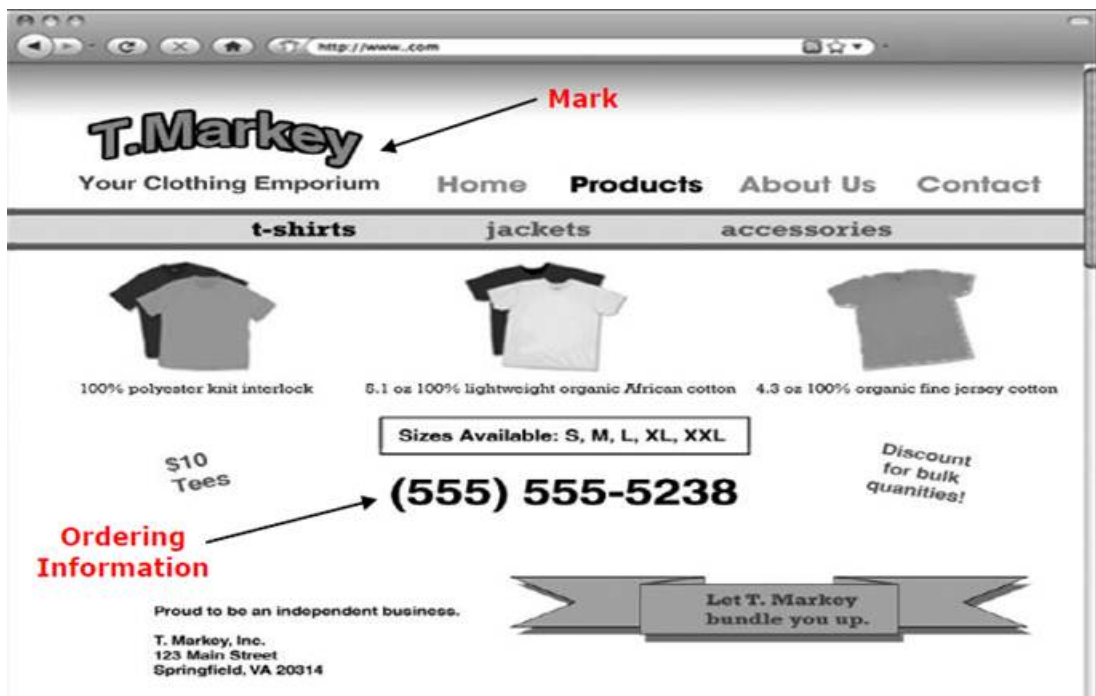 http://www..com
Mark
T.Markey
Your Clothing Emporium
Home Products About Us Contact
t-shirts jackets accessories
100% polyester knit interlock 5.1 oz 100% lightweight organic African cotton 4.3 oz 100% organic fine jersey cotton
Sizes Available: S, M, L, XL, XXL
$10
Tees
Discount
for bulk
quanities!
(555) 555-5238
Ordering
Information
Let T. Markey
bundle you up.
Proud to be an independent business.
T. Markey, Inc.
123 Main Street
Springfield, VA 20314